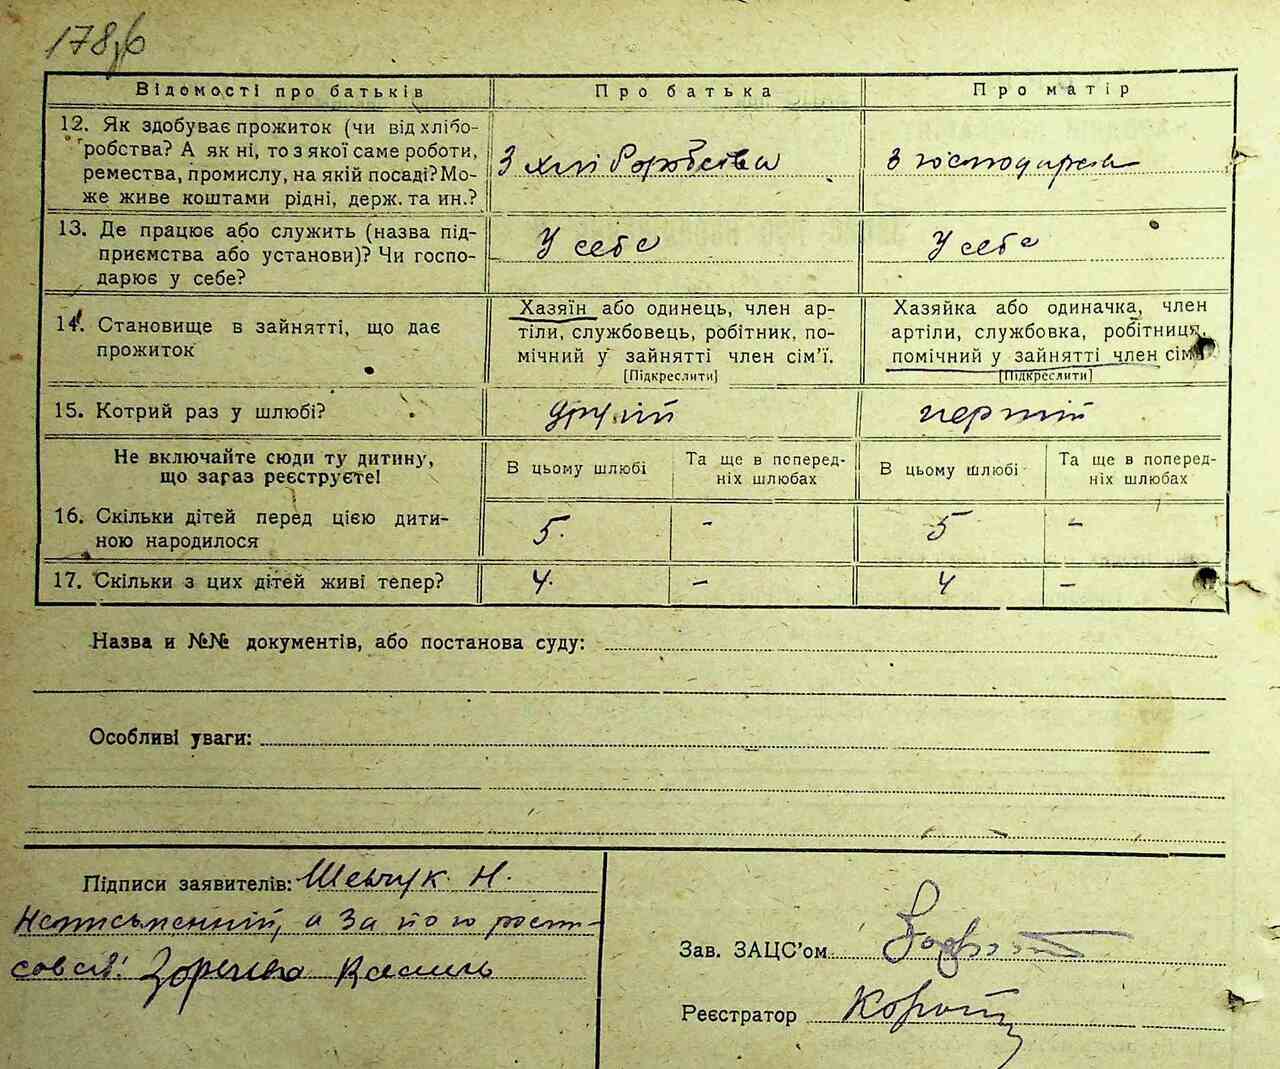 178
Відомості про батьків Про батька Про матір
12. Як здобуває прожиток (чи від хлібо-
робства? А як ні, то з якої саме роботи,
ремества, промислу, на якій посаді? Мо-
же живе коштами рідні, держ. та ин.?
З хліборобства
З господарства
13. Де працює або служить (назва під-
приємства або установи)? Чи госпо-
дарює у себе?
У себе
У себе
14. Становище в зайнятті, що дає
прожиток
Хазяїн або одинець, член ар-
тіли, службовець, робітник, по-
мічний у зайнятті член сім'ї.
[Підкреслити]
Хазяйка або одиначка, член
артіли, службовка, робітниця,
помічний у зайнятті член сім'ї
[Підкреслити]
15. Котрий раз у шлюбі?
другий
перший
Не включайте сюди ту дитину,
що зараз реєструєте!
В цьому шлюбі
Та ще в поперед-
ніх шлюбах
В цьому шлюбі
Та ще в поперед-
ніх шлюбах
16. Скільки дітей перед цією дити-
ною народилося
5. - 5 -
17. Скільки з цих дітей живі тепер?
4. - 4 -
Назва и №№ документів, або постанова суду:
Особливі уваги:
Підписи заявителів: Шевчук Н.
Неписьменний, а за його роспи-
совсь: Василь
Зав. ЗАЦС'ом
Реєстратор